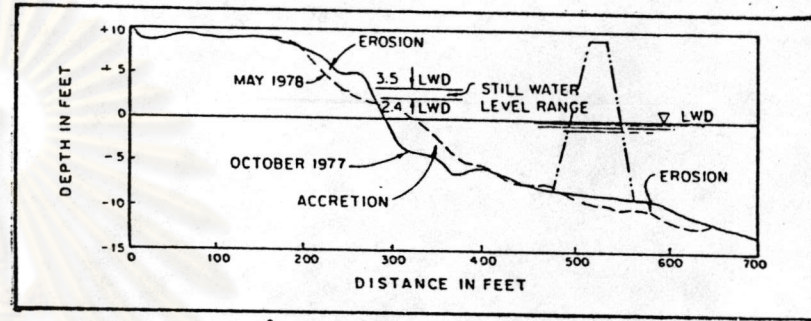 +10
EROSION
+5
MAY 1978
3.5 LWD
STILL WATER
LEVEL RANGE
2.4 LWD
0
LWD
DEPTH IN FEET
-5
OCTOBER 1977
EROSION
-10
ACCRETION
-15
0 100 200 300 400 500 600 700
DISTANCE IN FEET